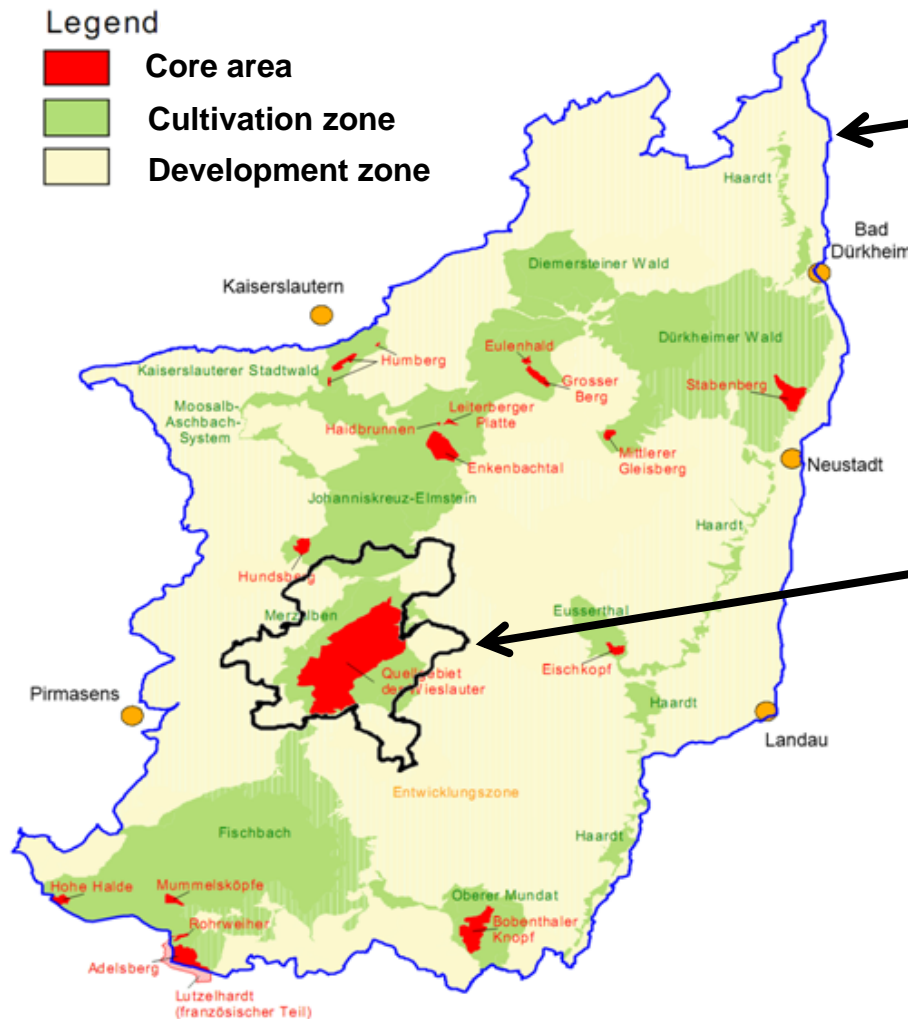 Legend
Core area
Cultivation zone
Development zone
Haardt
Bad
Dürkheim
Diemersteiner Wald
Kaiserslautern
Dürkheimer Wald
Humberg
Eulenhald
Kaiserslauterer Stadtwald
Grosser
Berg
Stabenberg
Moosalb-
Aschbach-
System
Leiterberger
Platte
Haidbrunnen
Enkenbachtal
Mittlerer
Gleisberg
Neustadt
Johanniskreuz-Elmstein
Haardt
Hundsberg
Merzalben
Eusserthal
Eischkopf
Quellgebiet
der Wieslauter
Pirmasens
Haardt
Landau
Entwicklungszone
Fischbach
Haardt
Hohe Halde
Mummelsköpfe
Oberer Mundat
Bobenthaler
Knopf
Rohrweiher
Adelsberg
Lutzelhardt
(französischer Teil)